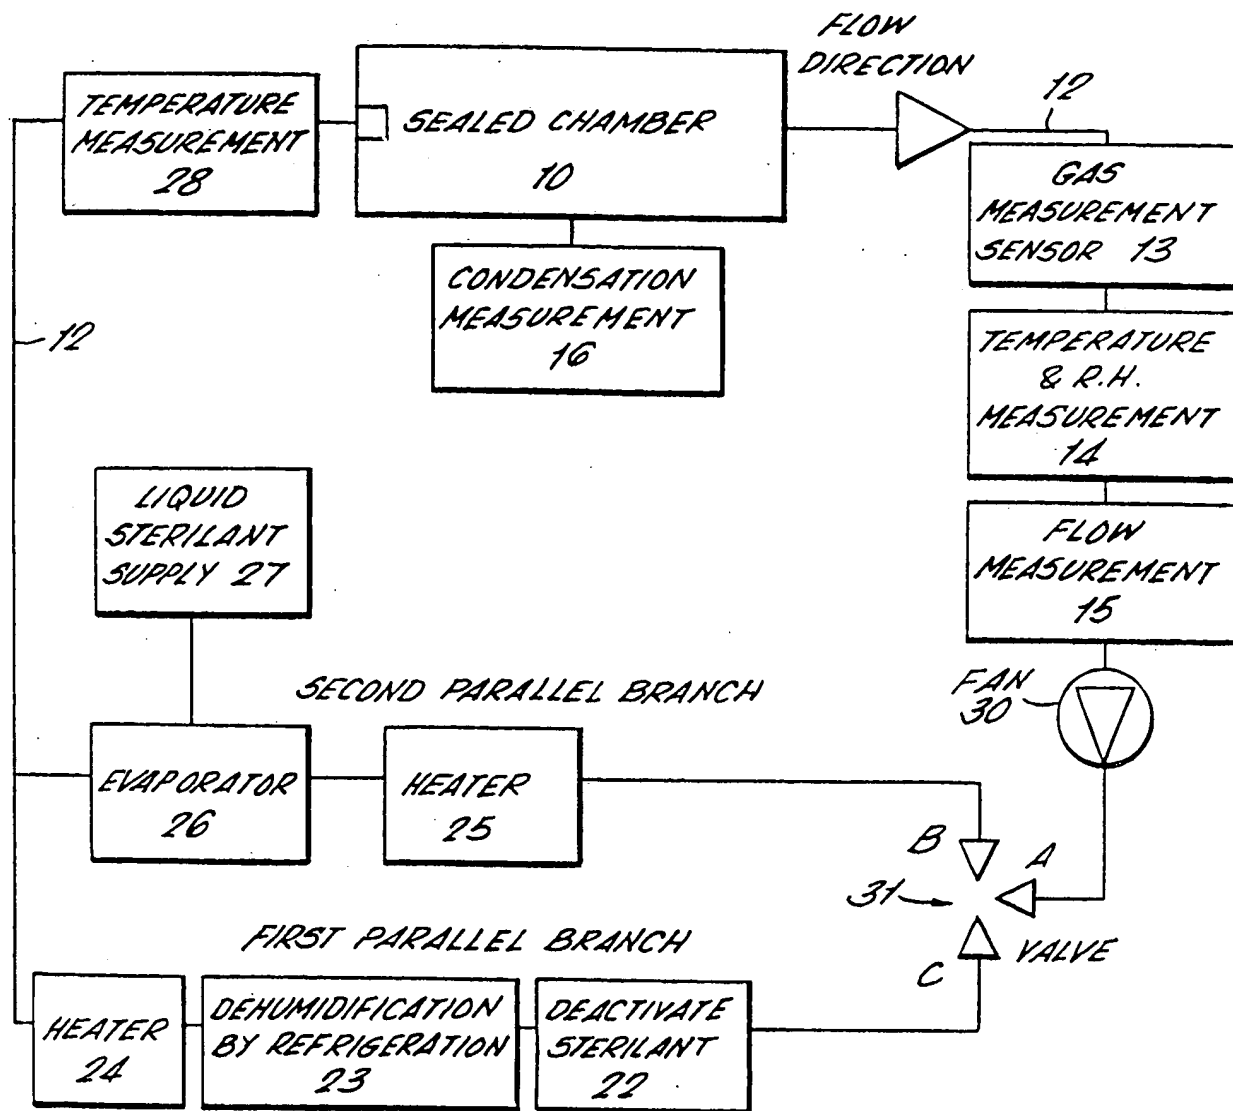 FLOW
DIRECTION
12
TEMPERATURE
MEASUREMENT
28
SEALED CHAMBER
10
GAS
MEASUREMENT
SENSOR 13
CONDENSATION
MEASUREMENT
16
12
TEMPERATURE
& R.H.
MEASUREMENT
14
LIQUID
STERILANT
SUPPLY 27
FLOW
MEASUREMENT
15
SECOND PARALLEL BRANCH
FAN
30
EVAPORATOR
26
HEATER
25
B
A
31
FIRST PARALLEL BRANCH
VALVE
C
HEATER
24
DEHUMIDIFICATION
BY REFRIGERATION
23
DEACTIVATE
STERILANT
22